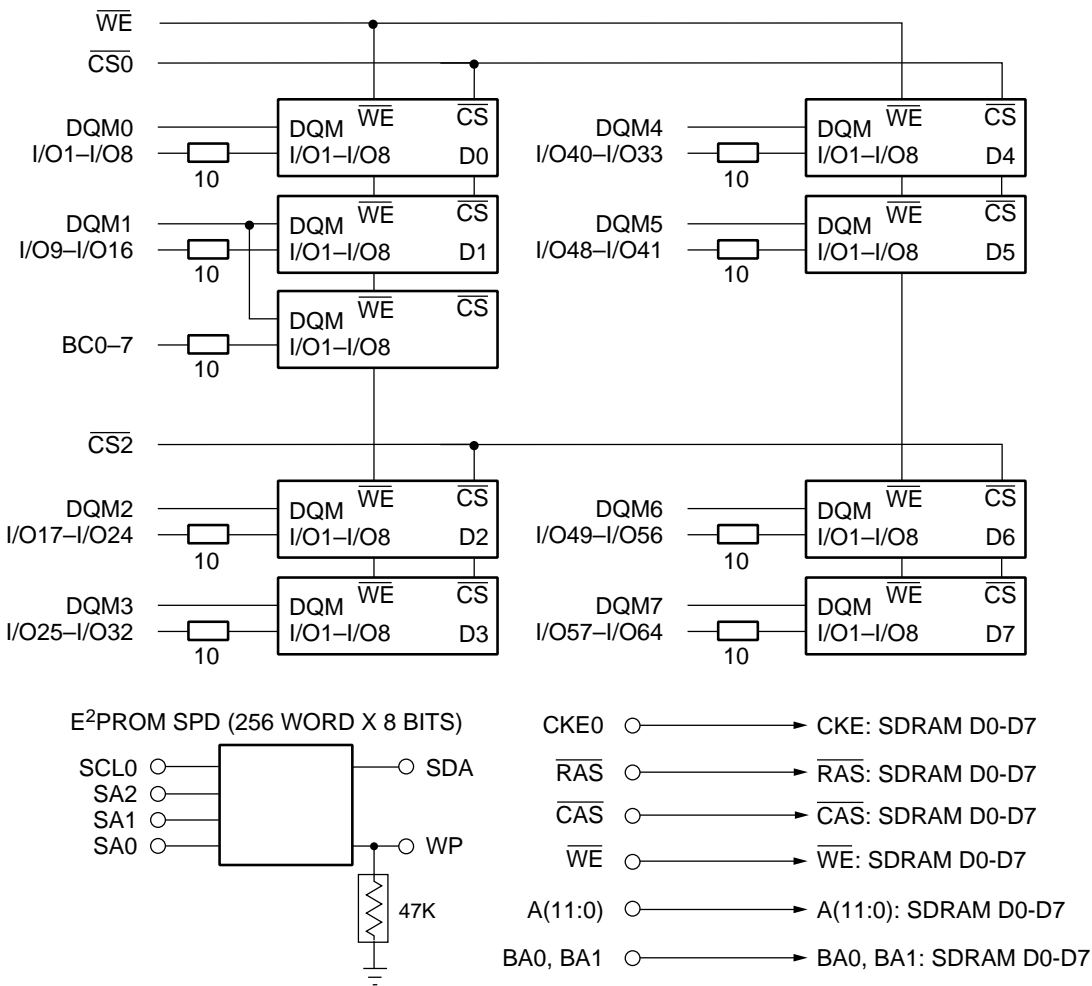 WE
CS0
DQM0
I/O1–I/O8
10
DQM WE CS
I/O1–I/O8 D0
DQM4
I/O40–I/O33
10
DQM WE CS
I/O1–I/O8 D4
DQM1
I/O9–I/O16
10
DQM WE CS
I/O1–I/O8 D1
DQM5
I/O48–I/O41
10
DQM WE CS
I/O1–I/O8 D5
BC0–7
10
DQM WE CS
I/O1–I/O8
CS2
DQM2
I/O17–I/O24
10
DQM WE CS
I/O1–I/O8 D2
DQM6
I/O49–I/O56
10
DQM WE CS
I/O1–I/O8 D6
DQM3
I/O25–I/O32
10
DQM WE CS
I/O1–I/O8 D3
DQM7
I/O57–I/O64
10
DQM WE CS
I/O1–I/O8 D7
E²PROM SPD (256 WORD X 8 BITS)
SCL0
SA2
SA1
SA0
SDA
WP
47K
CKE0 CKE: SDRAM D0-D7
RAS RAS: SDRAM D0-D7
CAS CAS: SDRAM D0-D7
WE WE: SDRAM D0-D7
A(11:0) A(11:0): SDRAM D0-D7
BA0, BA1 BA0, BA1: SDRAM D0-D7